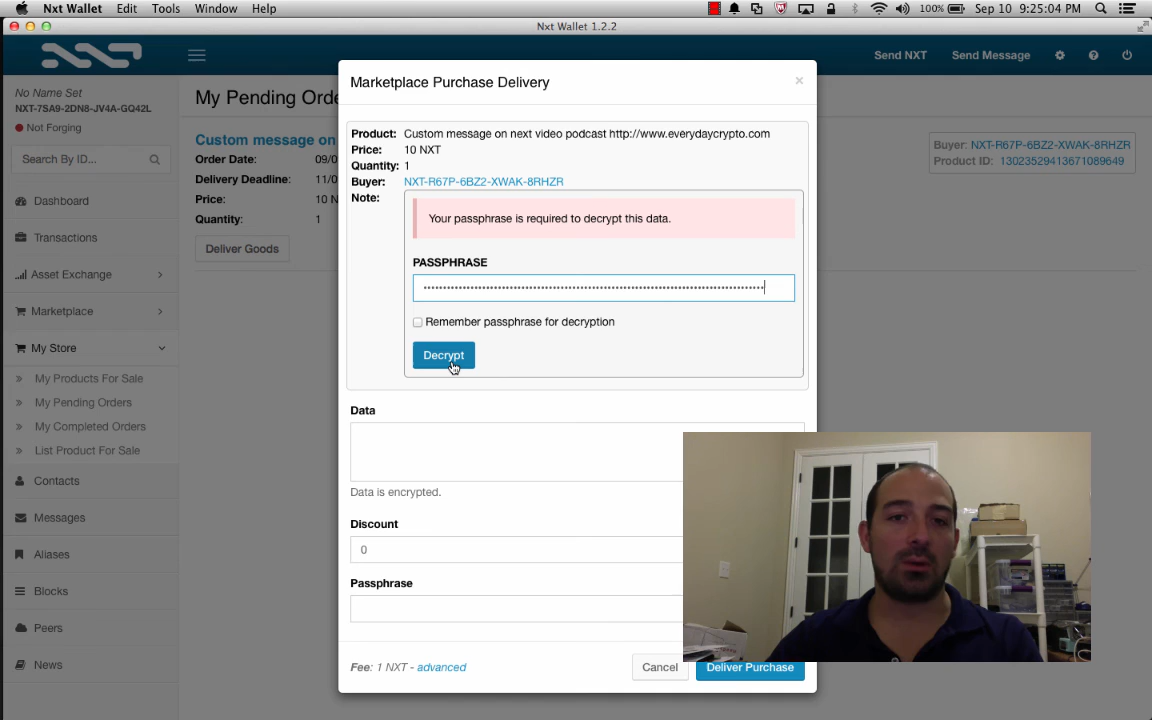 Nxt Wallet Edit Tools Window Help
100% Sep 10 9:25:04 PM
Nxt Wallet 1.2.2
NXT
Send NXT Send Message
No Name Set
NXT-7SA9-2DN8-JV4A-GQ42L
Not Forging
Search By ID...
Dashboard
Transactions
Asset Exchange
Marketplace
My Store
My Products For Sale
My Pending Orders
My Completed Orders
List Product For Sale
Contacts
Messages
Aliases
Blocks
Peers
News
My Pending Orde
Custom message on
Order Date: 09/0
Delivery Deadline: 11/0
Price: 10 N
Quantity: 1
Deliver Goods
Buyer: NXT-R67P-6BZ2-XWAK-8RHZR
Product ID: 13023529413671089649
Marketplace Purchase Delivery ×
Product: Custom message on next video podcast http://www.everydaycrypto.com
Price: 10 NXT
Quantity: 1
Buyer: NXT-R67P-6BZ2-XWAK-8RHZR
Note:
Your passphrase is required to decrypt this data.
PASSPHRASE
Remember passphrase for decryption
Decrypt
Data
Data is encrypted.
Discount
0
Passphrase
Fee: 1 NXT - advanced
Cancel Deliver Purchase